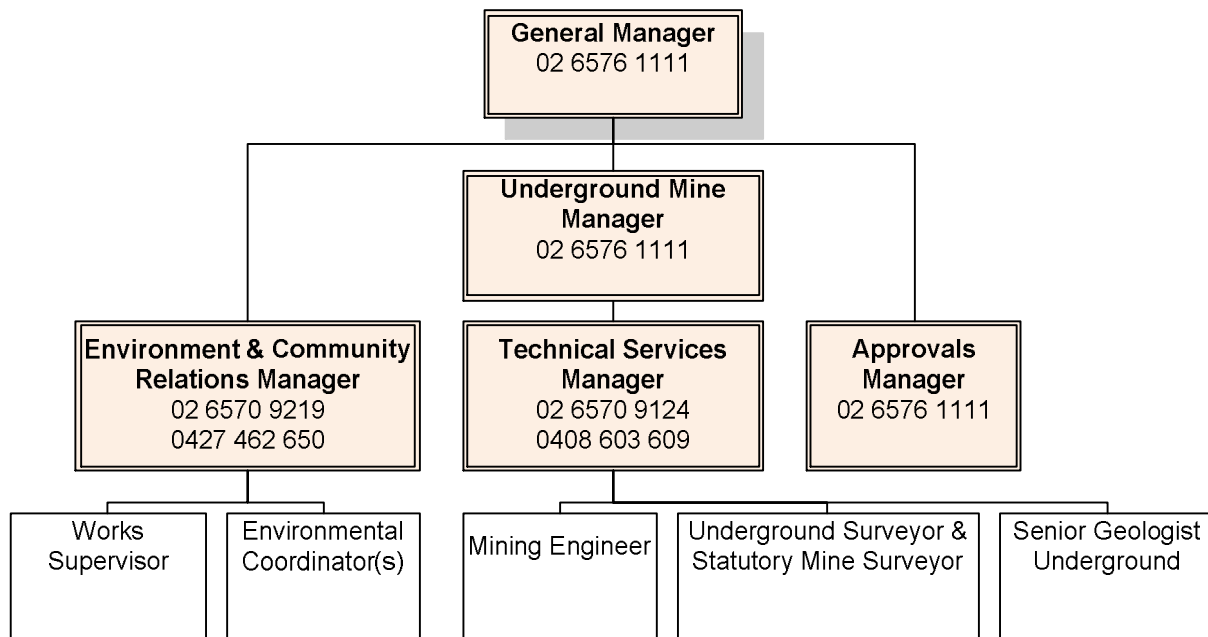 General Manager
02 6576 1111
Underground Mine
Manager
02 6576 1111
Environment & Community
Relations Manager
02 6570 9219
0427 462 650
Technical Services
Manager
02 6570 9124
0408 603 609
Approvals
Manager
02 6576 1111
Works
Supervisor
Environmental
Coordinator(s)
Mining Engineer
Underground Surveyor &
Statutory Mine Surveyor
Senior Geologist
Underground